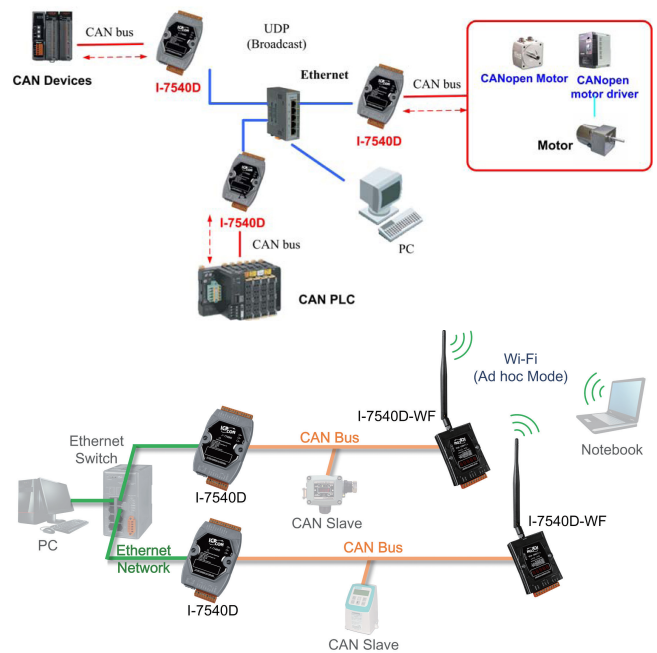 UDP
(Broadcast)
CAN bus
Ethernet
CAN bus
CAN Devices
I-7540D
CANopen Motor
CANopen
motor driver
I-7540D
Motor
I-7540D
CAN bus
PC
CAN PLC
Wi-Fi
(Ad hoc Mode)
I-7540D-WF
Ethernet
Switch
CAN Bus
Notebook
I-7540D
CAN Slave
I-7540D-WF
PC
Ethernet
Network
CAN Bus
I-7540D
CAN Slave